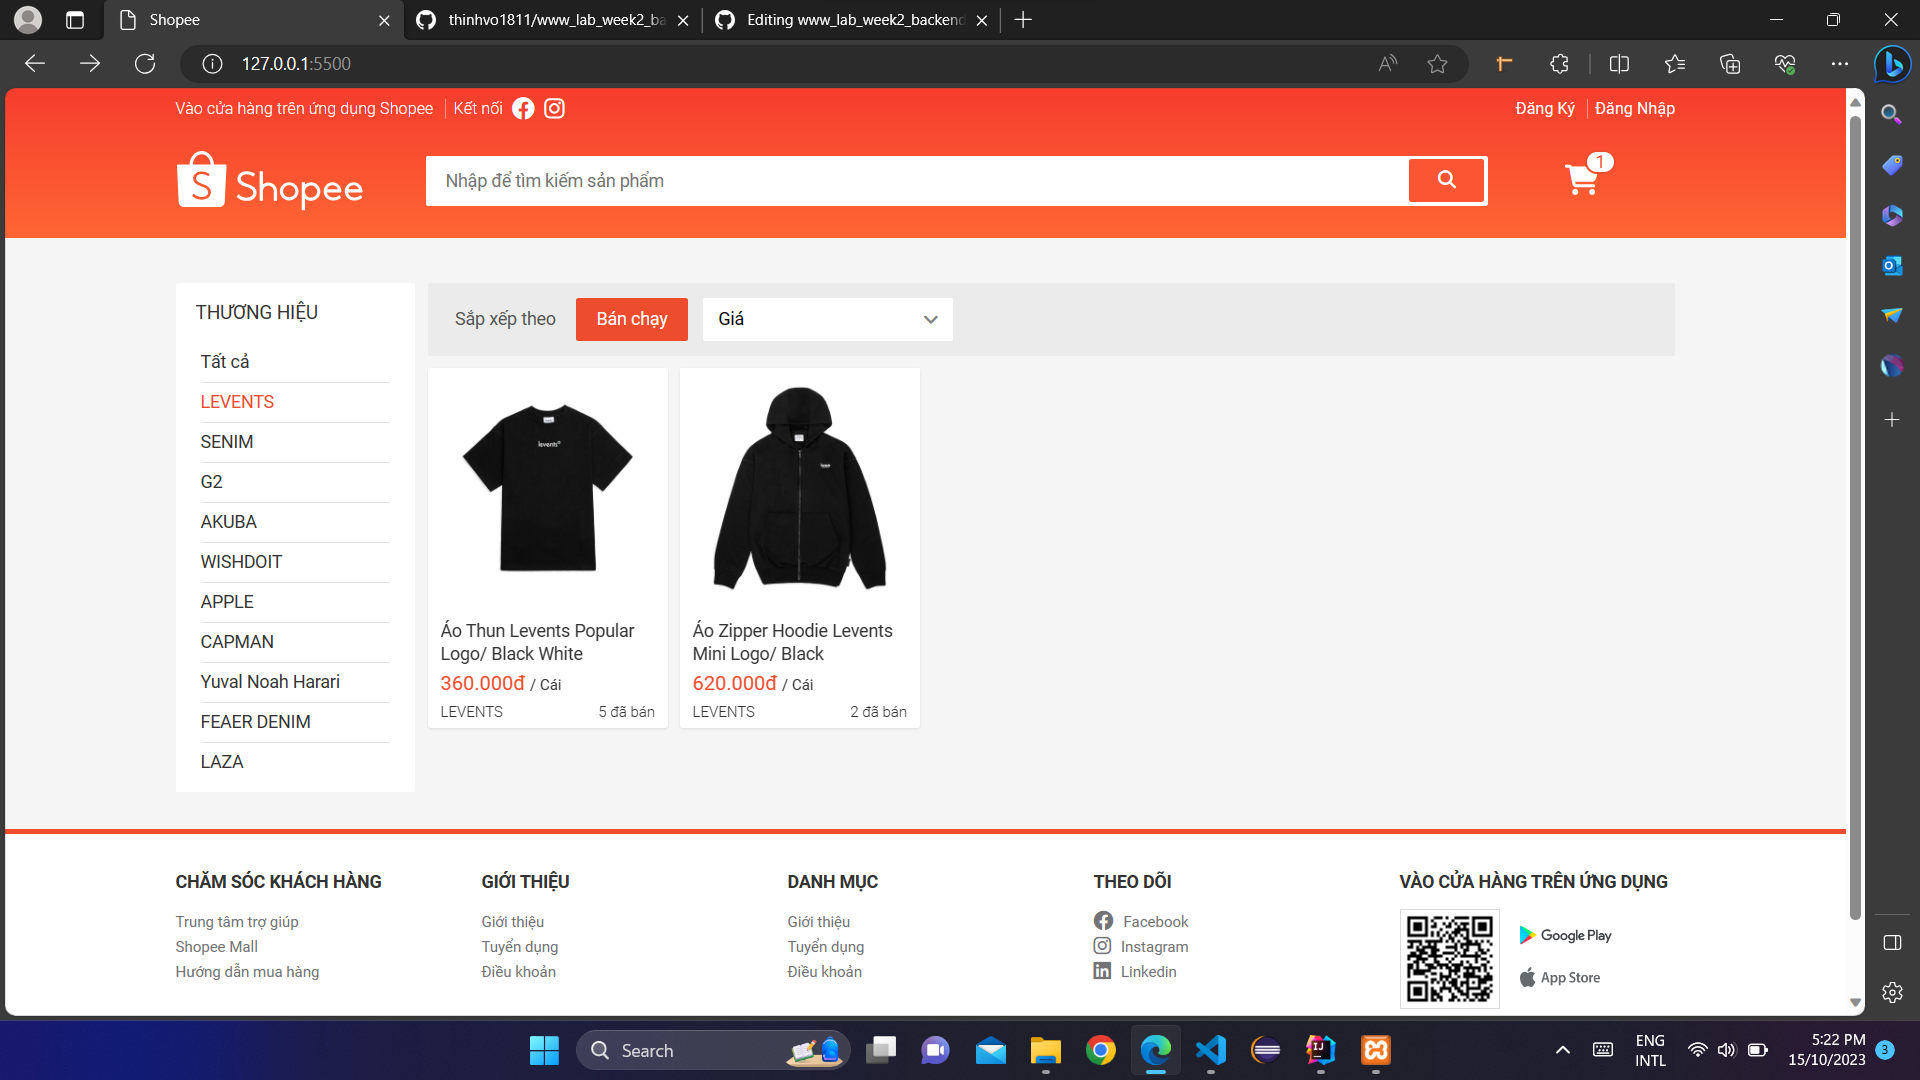 Shopee
thinhvo1811/www_lab_week2_ba
Editing www_lab_week2_backend
127.0.0.1:5500
Vào cửa hàng trên ứng dụng Shopee
Kết nối
Đăng Ký
Đăng Nhập
S Shopee
Nhập để tìm kiếm sản phẩm
1
THƯƠNG HIỆU
Tất cả
LEVENTS
SENIM
G2
AKUBA
WISHDOIT
APPLE
CAPMAN
Yuval Noah Harari
FEAER DENIM
LAZA
Sắp xếp theo
Bán chạy
Giá
levents
Áo Thun Levents Popular
Logo/ Black White
360.000đ / Cái
LEVENTS
5 đã bán
Áo Zipper Hoodie Levents
Mini Logo/ Black
620.000đ / Cái
LEVENTS
2 đã bán
CHĂM SÓC KHÁCH HÀNG
Trung tâm trợ giúp
Shopee Mall
Hướng dẫn mua hàng
GIỚI THIỆU
Giới thiệu
Tuyển dụng
Điều khoản
DANH MỤC
Giới thiệu
Tuyển dụng
Điều khoản
THEO DÕI
Facebook
Instagram
Linkedin
VÀO CỬA HÀNG TRÊN ỨNG DỤNG
Google Play
App Store
Search
ENG
INTL
5:22 PM
15/10/2023
3